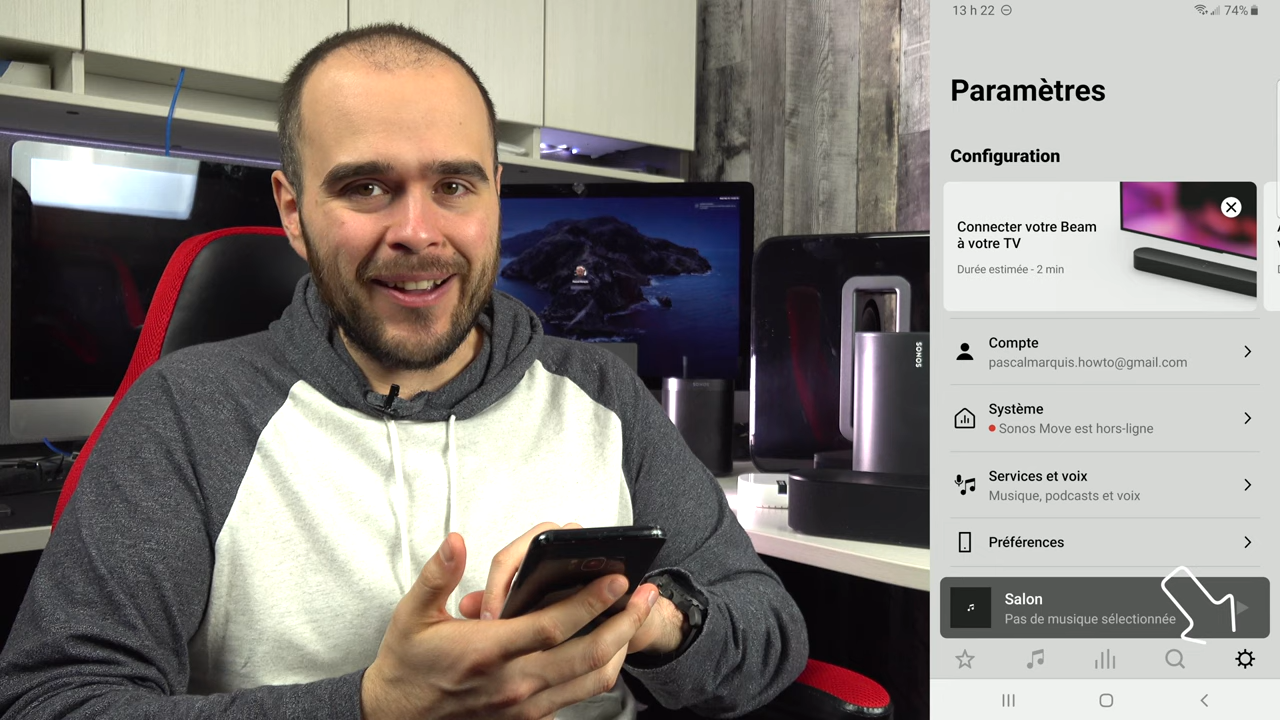 13 h 22
74%
Paramètres
Configuration
Connecter votre Beam
à votre TV
Durée estimée - 2 min
Compte
pascalmarquis.howto@gmail.com
Système
Sonos Move est hors-ligne
Services et voix
Musique, podcasts et voix
Préférences
Salon
Pas de musique sélectionnée
SONOS
SONOS